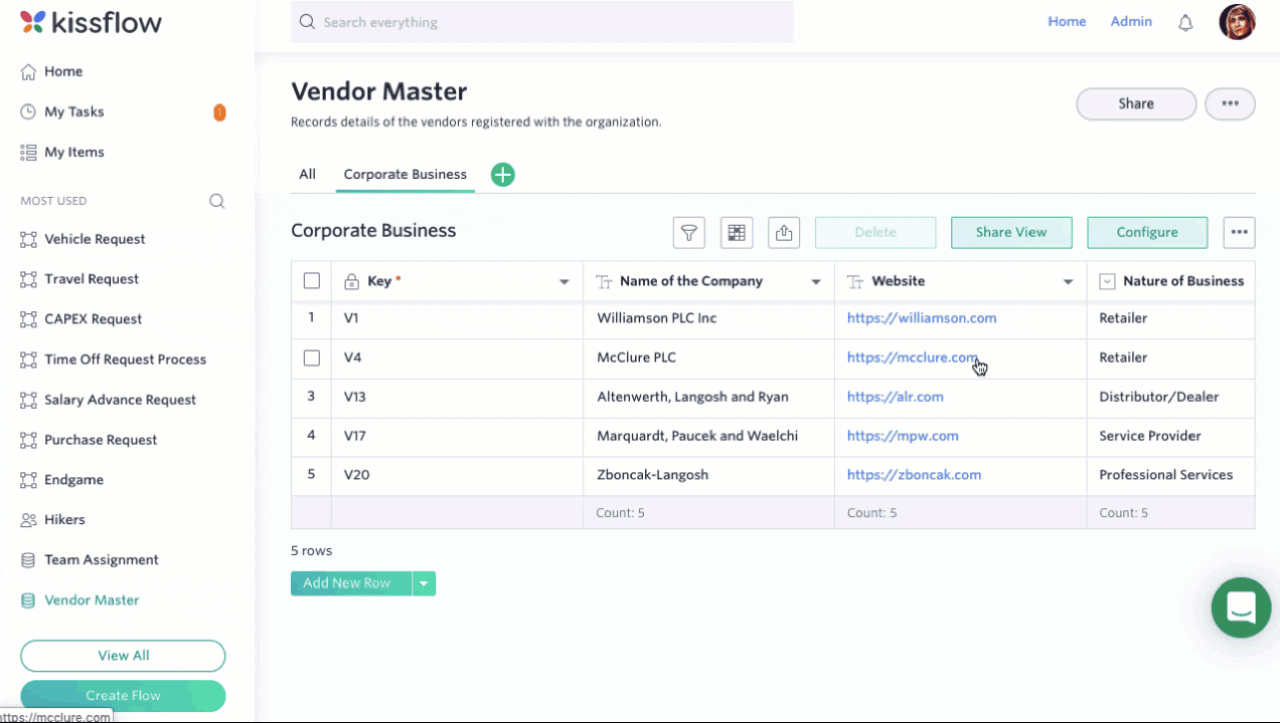 kissflow
Search everything
Home
Admin
Home
My Tasks
1
My Items
MOST USED
Vehicle Request
Travel Request
CAPEX Request
Time Off Request Process
Salary Advance Request
Purchase Request
Endgame
Hikers
Team Assignment
Vendor Master
View All
Create Flow
Vendor Master
Share
Records details of the vendors registered with the organization.
All
Corporate Business
Corporate Business
Delete
Share View
Configure
Key * Name of the Company Website Nature of Business
1 V1 Williamson PLC Inc https://williamson.com Retailer
V4 McClure PLC https://mcclure.com Retailer
3 V13 Altenwerth, Langosh and Ryan https://alr.com Distributor/Dealer
4 V17 Marquardt, Paucek and Waelchi https://mpw.com Service Provider
5 V20 Zboncak-Langosh https://zboncak.com Professional Services
Count: 5 Count: 5 Count: 5
5 rows
Add New Row
https://mcclure.com